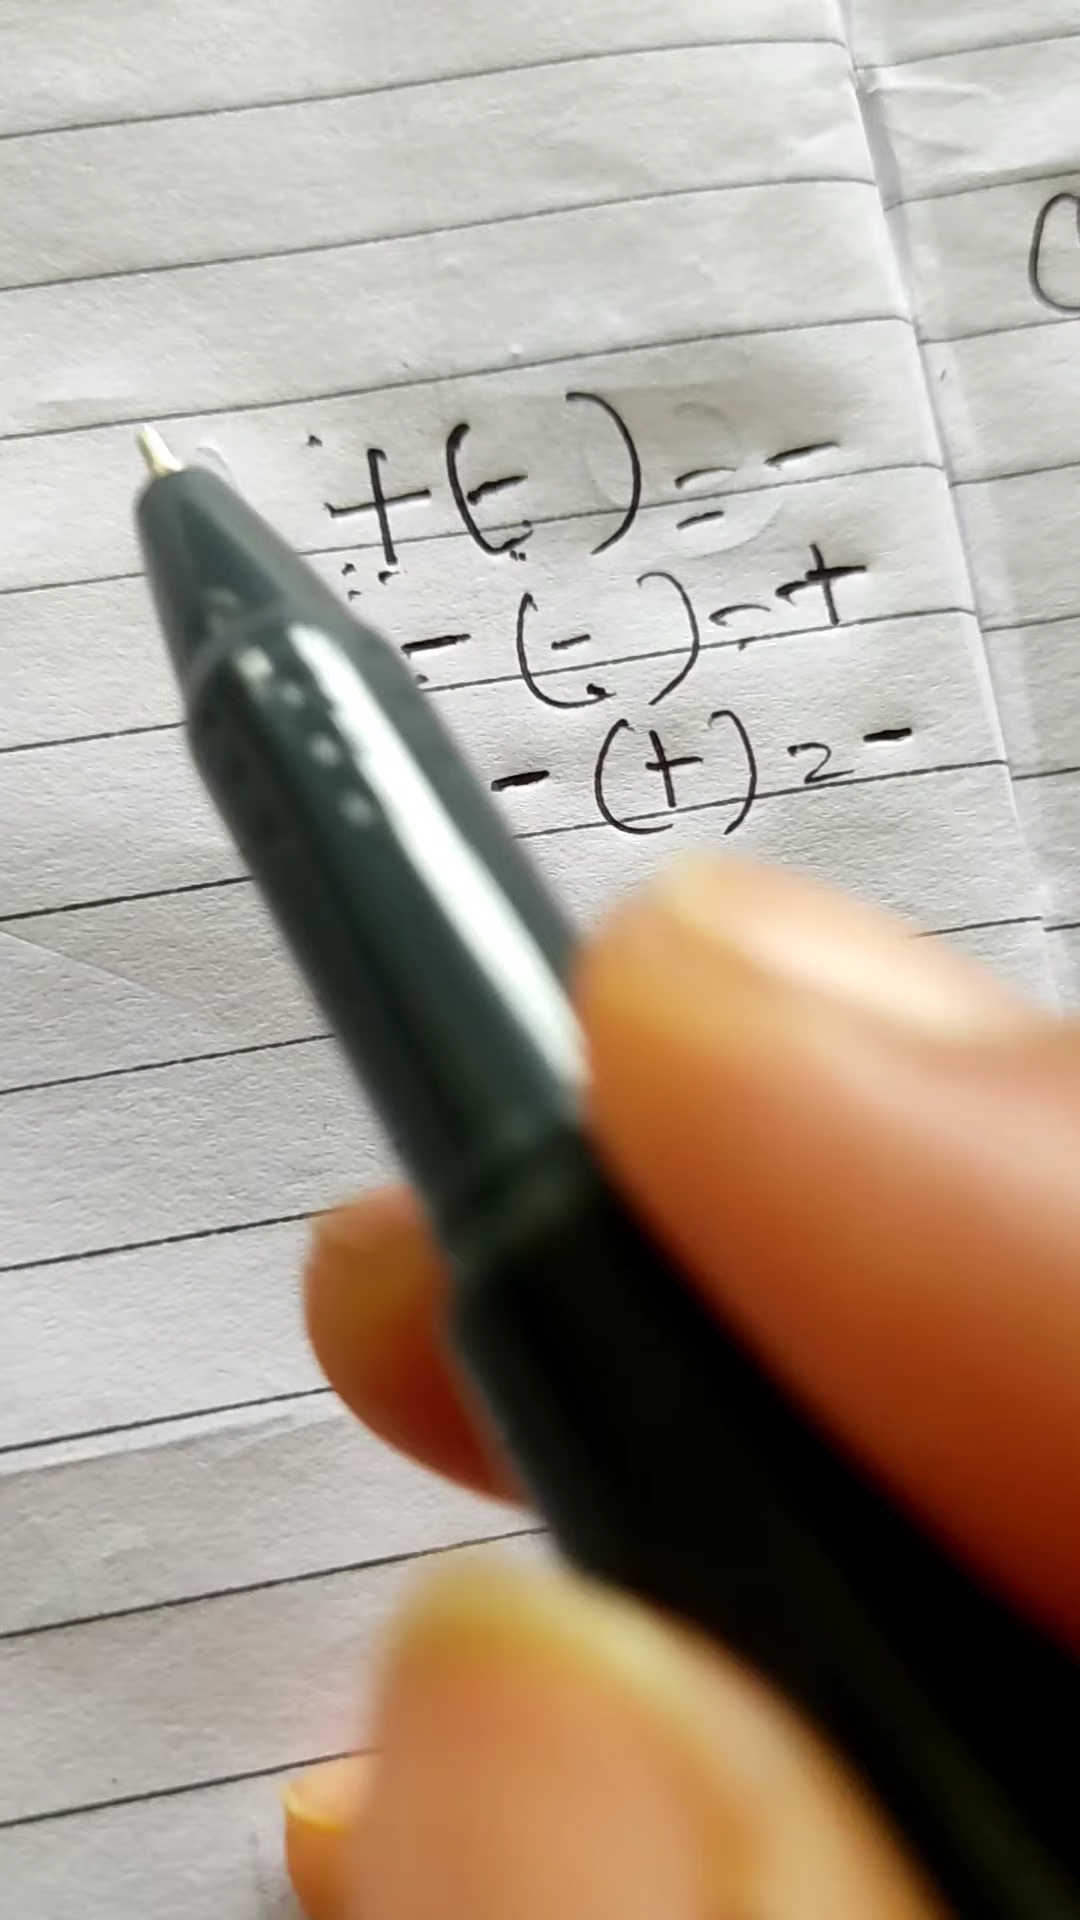 +(-)=-
-(-)=+
-(+)=-